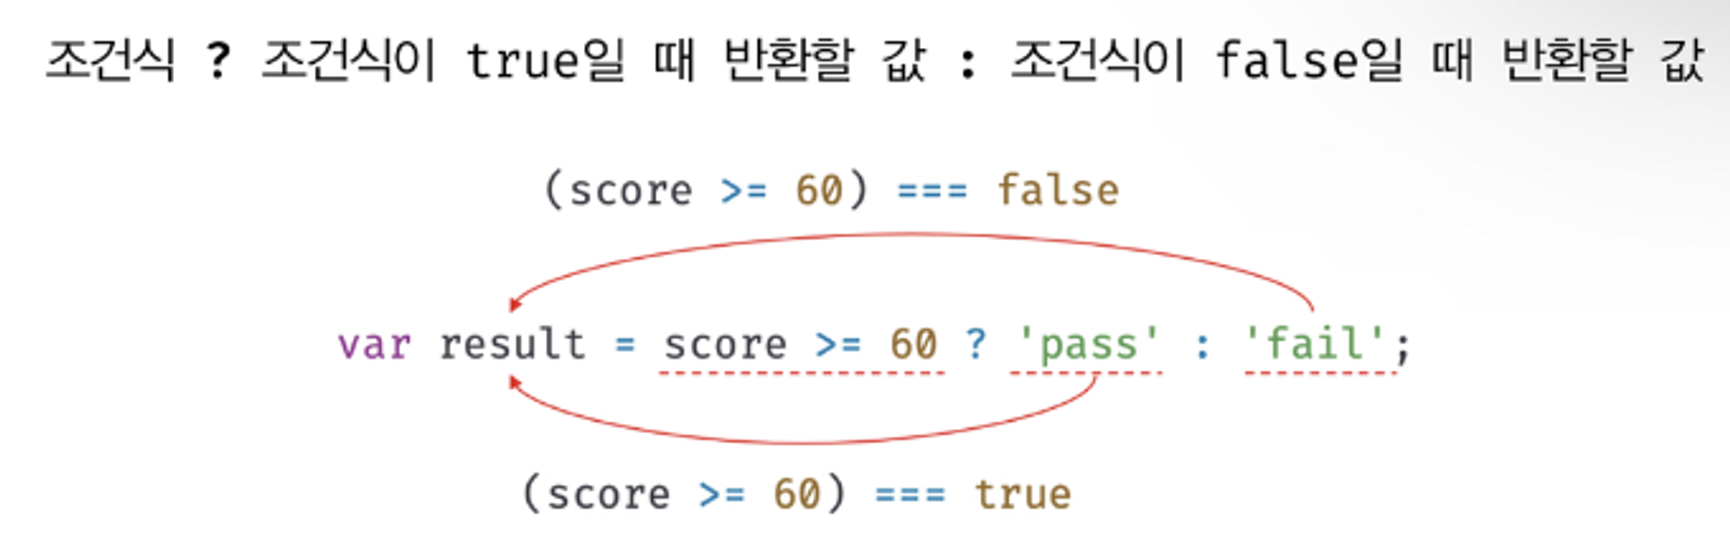 조건식 ? 조건식이 true일 때 반환할 값 : 조건식이 false일 때 반환할 값
(score >= 60) === false
var result = score >= 60 ? 'pass' : 'fail';
(score >= 60) === true